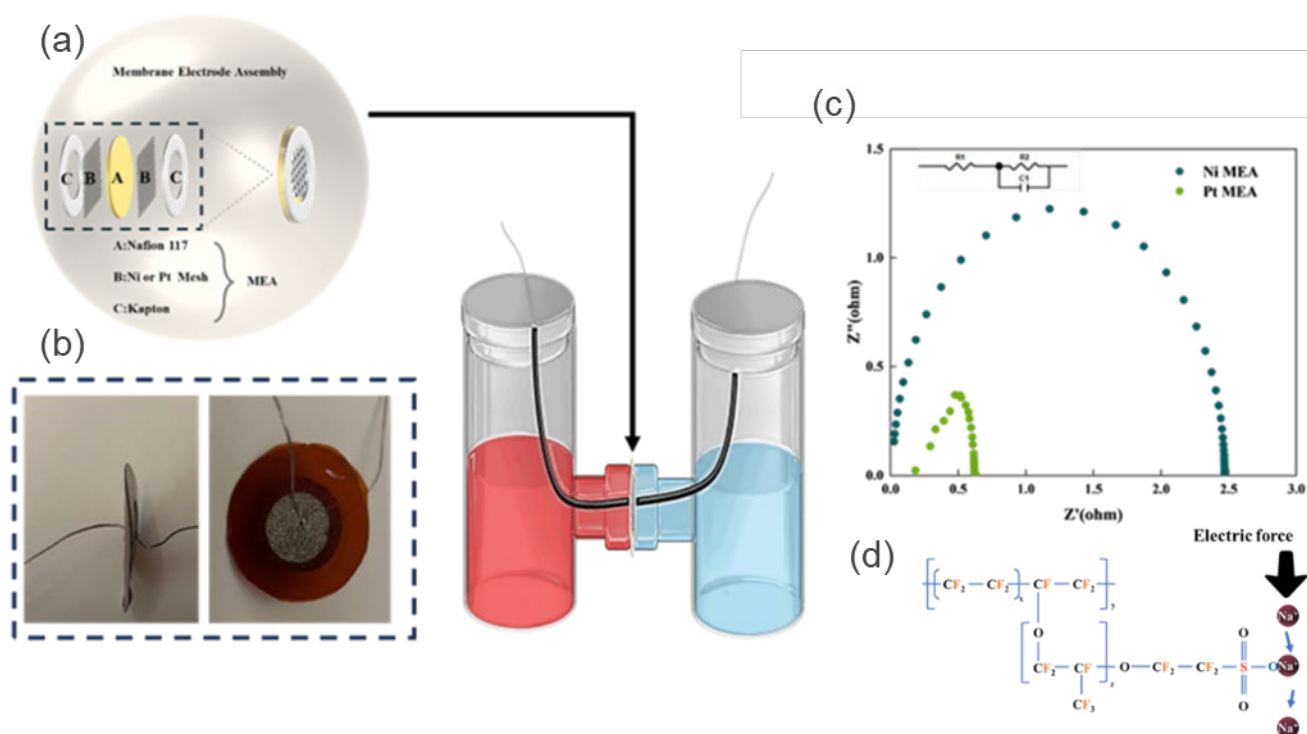 (a)
Membrane Electrode Assembly
C B A B C
A:Nafion 117
B:Ni or Pt Mesh
MEA
C:Kapton
(b)
(c)
R1
R2
C1
Ni MEA
Pt MEA
1.5
1.0
0.5
0.0
Z''(ohm)
0.0 0.5 1.0 1.5 2.0 2.5 3.0
Z'(ohm)
(d)
Electric force
CF₂ CF₂ x CF CF₂ y
Na⁺
O O
CF₂ CF z O CF₂ CF₂ S O Na⁺
CF₃ O
Na⁺